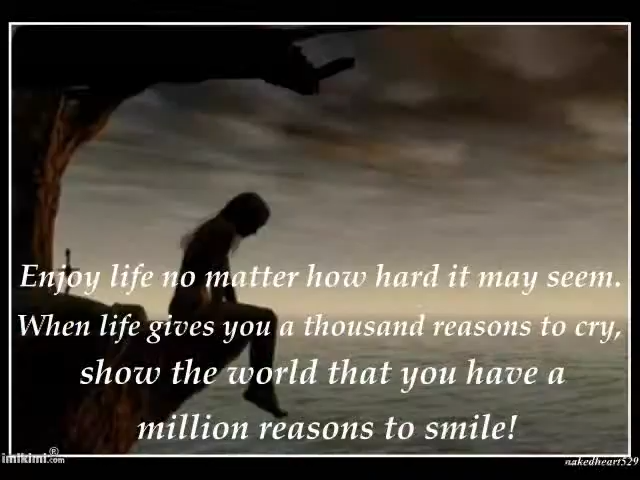 Enjoy life no matter how hard it may seem.
When life gives you a thousand reasons to cry,
show the world that you have a
million reasons to smile!
imikimi.com®
nakedheart529